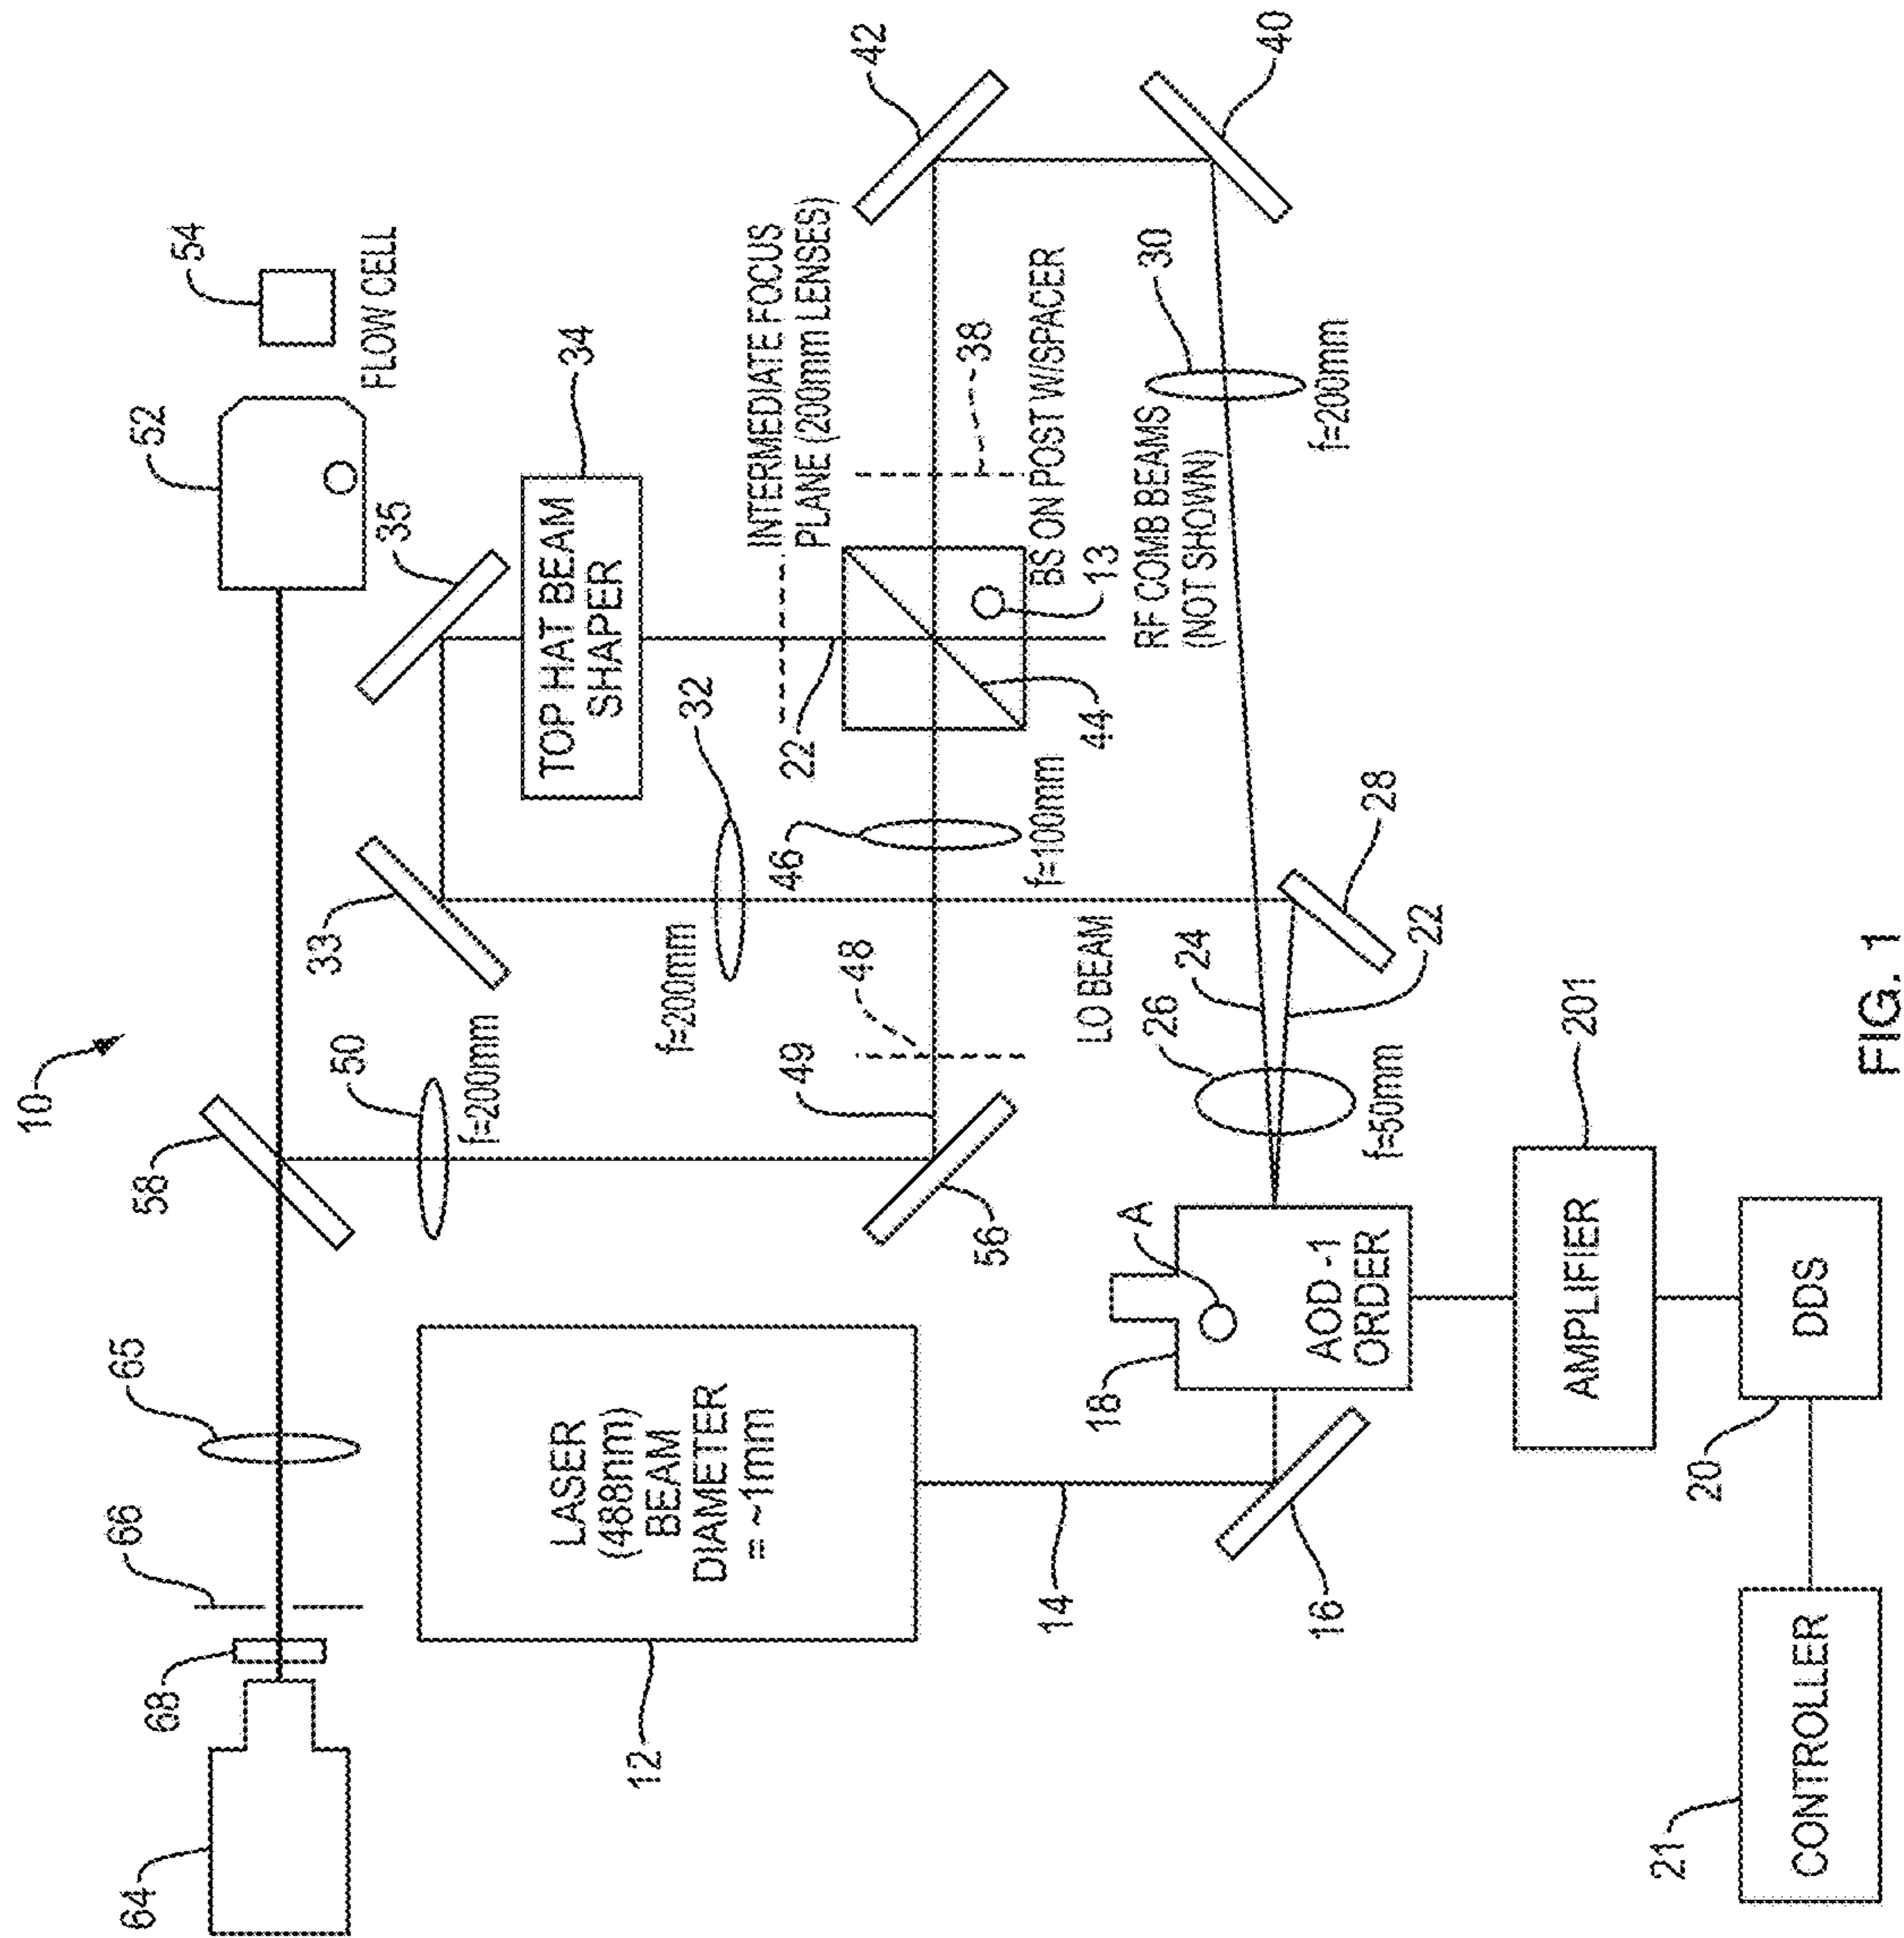 10
64
68
66
65
58
52
54
FLOW CELL
50
f=200mm
33
35
34
TOP HAT BEAM
SHAPER
32
f=200mm
INTERMEDIATE FOCUS
PLANE (200mm LENSES)
42
22
46
f=100mm
44
38
BS ON POST W/SPACER
13
48
49
56
LO BEAM
RF COMB BEAMS
(NOT SHOWN)
30
f=200mm
40
24
26
22
28
f=50mm
12
LASER
(488nm)
BEAM
DIAMETER
= ~1mm
14
16
18
A
AOD -1
ORDER
201
AMPLIFIER
20
DDS
21
CONTROLLER
FIG. 1